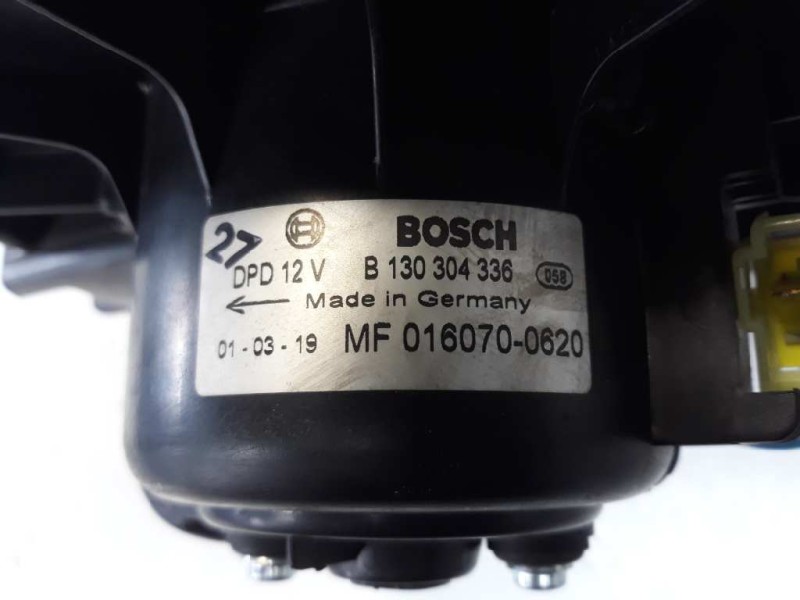 27 BOSCH
DPD 12 V B 130 304 336 058
Made in Germany
01 - 03 - 19 MF 016070-0620